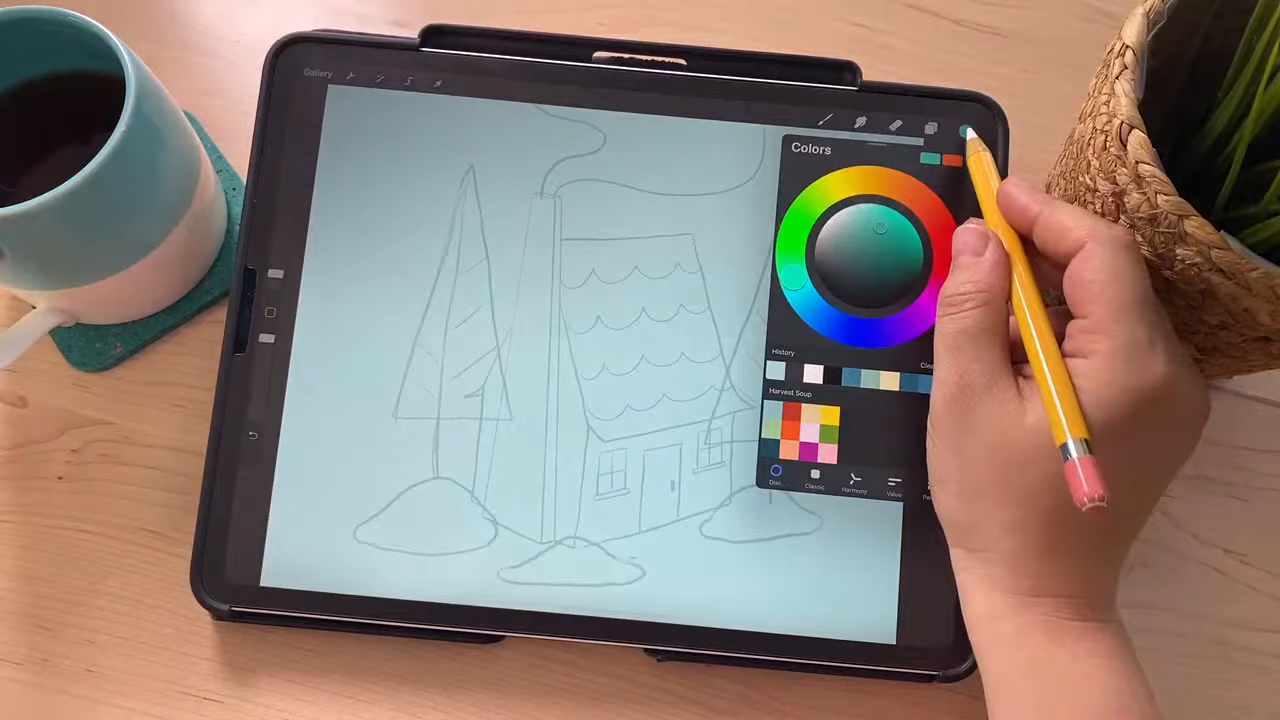 Gallery
Colors
History
Harvest Soup
Disc
Classic
Harmony
Value